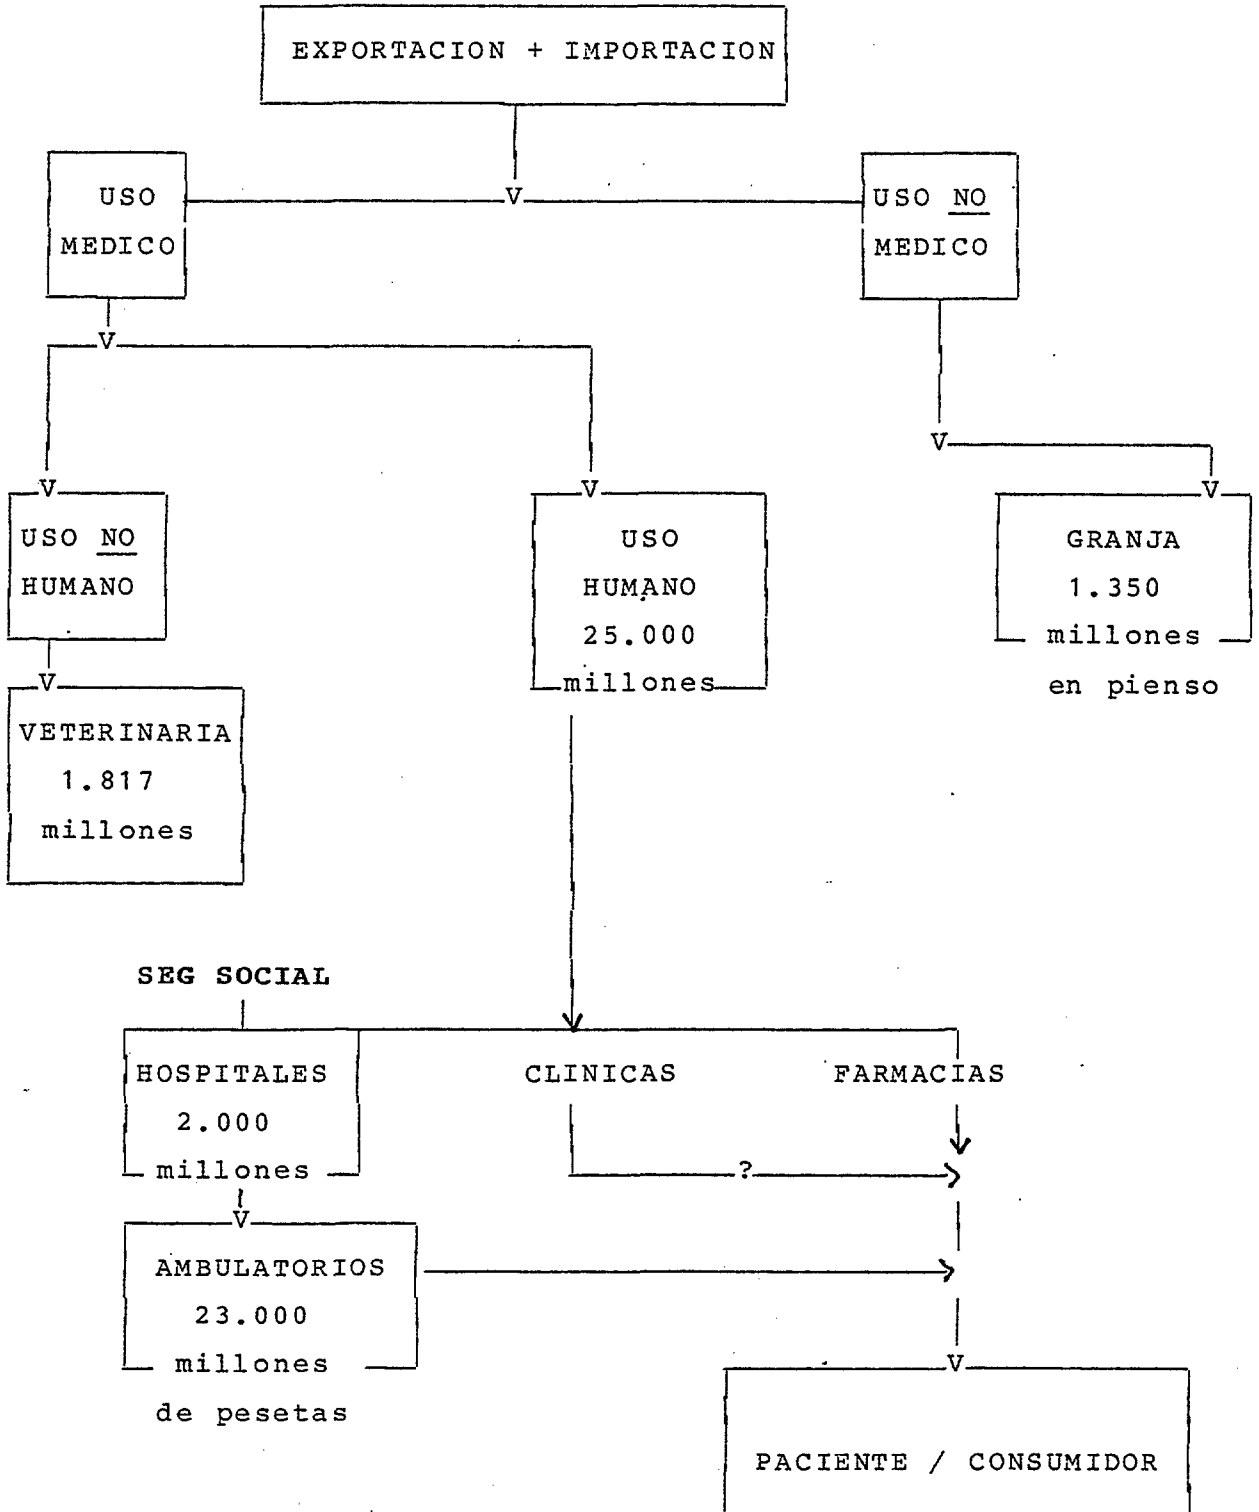 EXPORTACION + IMPORTACION
USO
MEDICO
USO NO
MEDICO
USO NO
HUMANO
USO
HUMANO
25.000
millones
GRANJA
1.350
millones
en pienso
VETERINARIA
1.817
millones
SEG SOCIAL
HOSPITALES
2.000
millones
CLINICAS
FARMACIAS
?
AMBULATORIOS
23.000
millones
de pesetas
PACIENTE / CONSUMIDOR